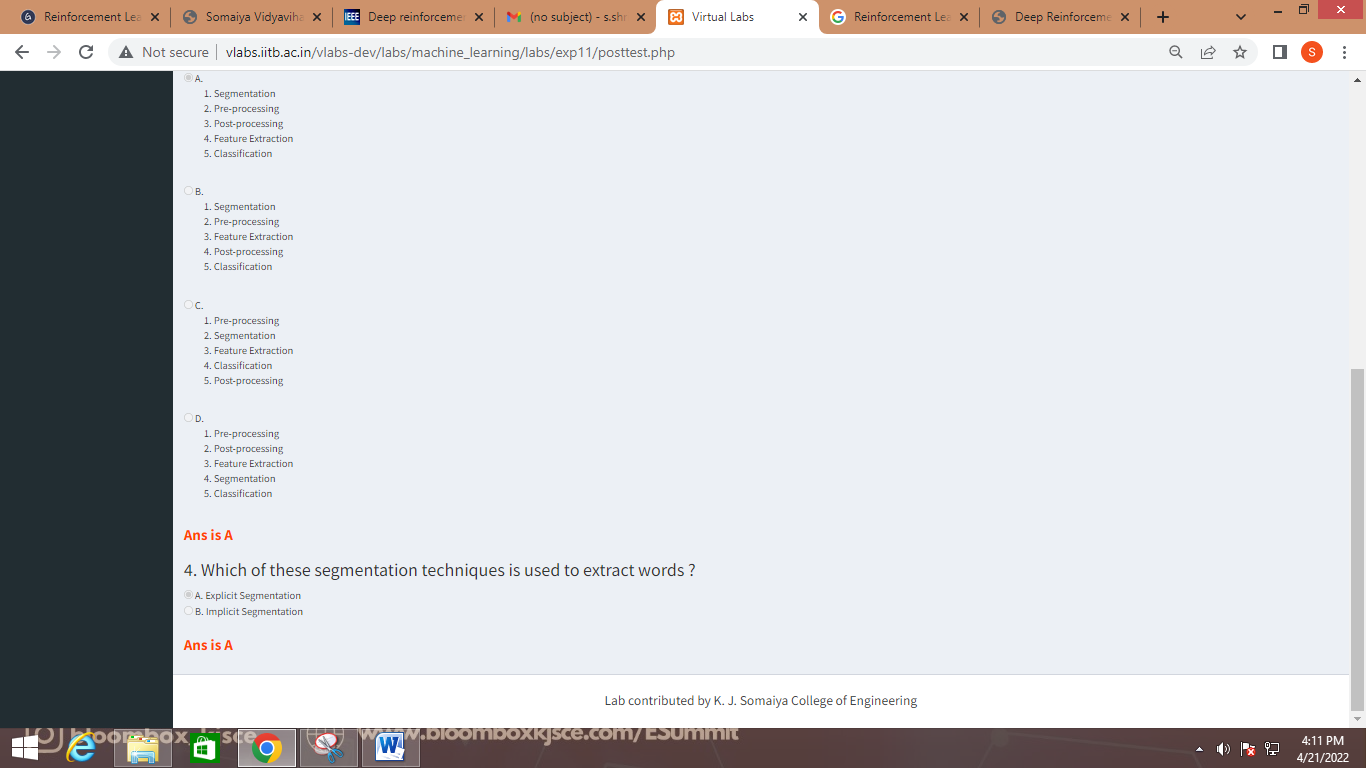 Reinforcement Lea
Somaiya Vidyaviha
IEEE Deep reinforcemen
(no subject) - s.shr
Virtual Labs
Reinforcement Lea
Deep Reinforceme
S
Not secure
vlabs.iitb.ac.in/vlabs-dev/labs/machine_learning/labs/exp11/posttest.php
A.
1. Segmentation
2. Pre-processing
3. Post-processing
4. Feature Extraction
5. Classification
B.
1. Segmentation
2. Pre-processing
3. Feature Extraction
4. Post-processing
5. Classification
C.
1. Pre-processing
2. Segmentation
3. Feature Extraction
4. Classification
5. Post-processing
D.
1. Pre-processing
2. Post-processing
3. Feature Extraction
4. Segmentation
5. Classification
Ans is A
4. Which of these segmentation techniques is used to extract words ?
A. Explicit Segmentation
B. Implicit Segmentation
Ans is A
Lab contributed by K. J. Somaiya College of Engineering
www.bloomboxkjsce.com/ESummit
4:11 PM
4/21/2022